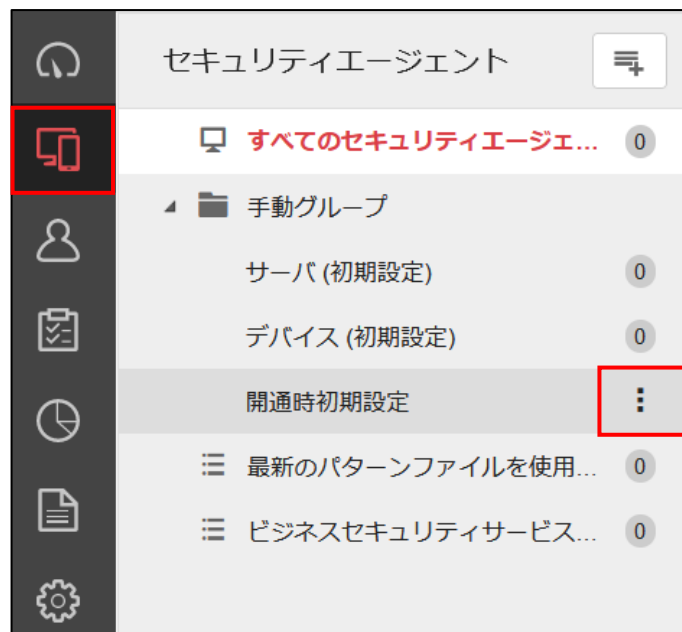 セキュリティエージェント
すべてのセキュリティエージェ... 0
手動グループ
サーバ (初期設定) 0
デバイス (初期設定) 0
開通時初期設定
最新のパターンファイルを使用... 0
ビジネスセキュリティサービス... 0